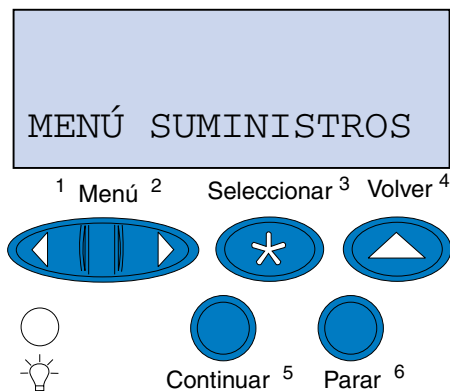 MENÚ SUMINISTROS
1 Menú 2 Seleccionar 3 Volver 4
Continuar 5 Parar 6